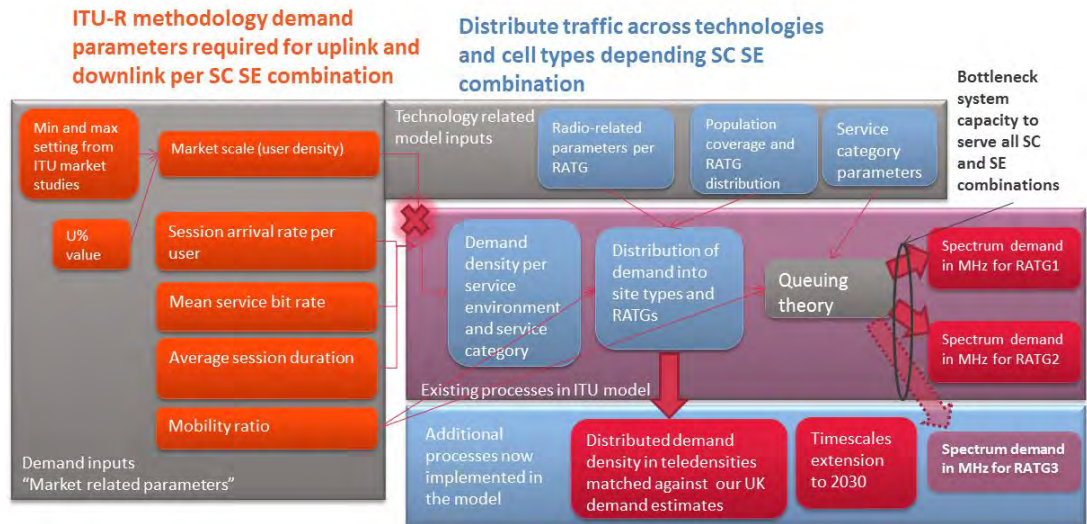 ITU-R methodology demand
parameters required for uplink and
downlink per SC SE combination
Distribute traffic across technologies
and cell types depending SC SE
combination
Bottleneck
system
capacity to
serve all SC
and SE
combinations
Min and max
setting from
ITU market
studies
Market scale (user density)
U%
value
Session arrival rate per
user
Mean service bit rate
Average session duration
Mobility ratio
Demand inputs
“Market related parameters”
Technology related
model inputs
Radio-related
parameters per
RATG
Population
coverage and
RATG
distribution
Service
category
parameters
Demand
density per
service
environment
and service
category
Distribution of
demand into
site types and
RATGs
Queuing
theory
Spectrum demand
in MHz for RATG1
Spectrum demand
in MHz for RATG2
Existing processes in ITU model
Additional
processes now
implemented in
the model
Distributed demand
density in teledensities
matched against our UK
demand estimates
Timescales
extension
to 2030
Spectrum demand
in MHz for RATG3